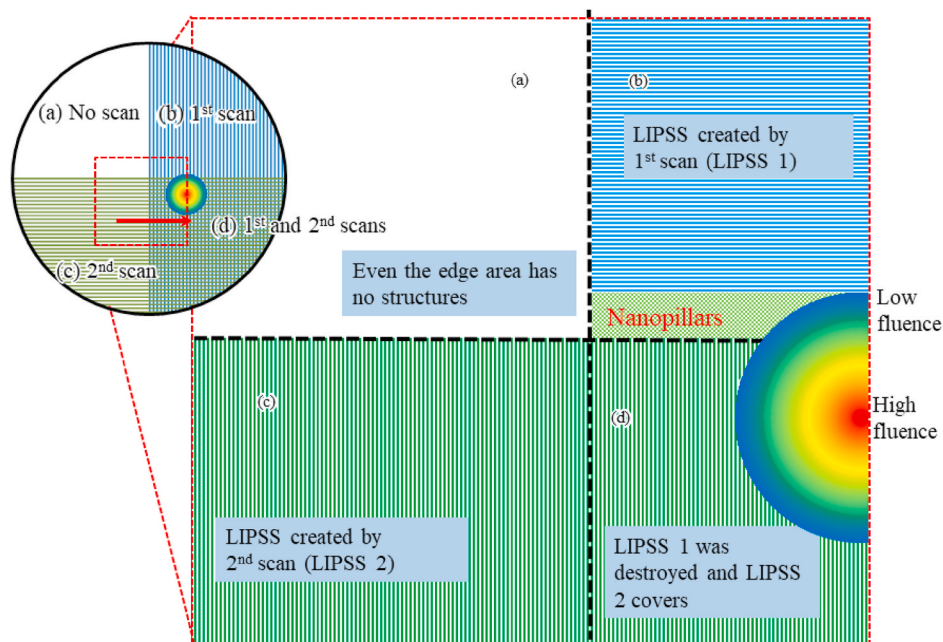 (a) No scan
(b) 1st scan
(c) 2nd scan
(d) 1st and 2nd scans
(a)
(b)
LIPSS created by
1st scan (LIPSS 1)
Even the edge area has
no structures
Nanopillars
Low
fluence
High
fluence
(c)
(d)
LIPSS created by
2nd scan (LIPSS 2)
LIPSS 1 was
destroyed and LIPSS
2 covers